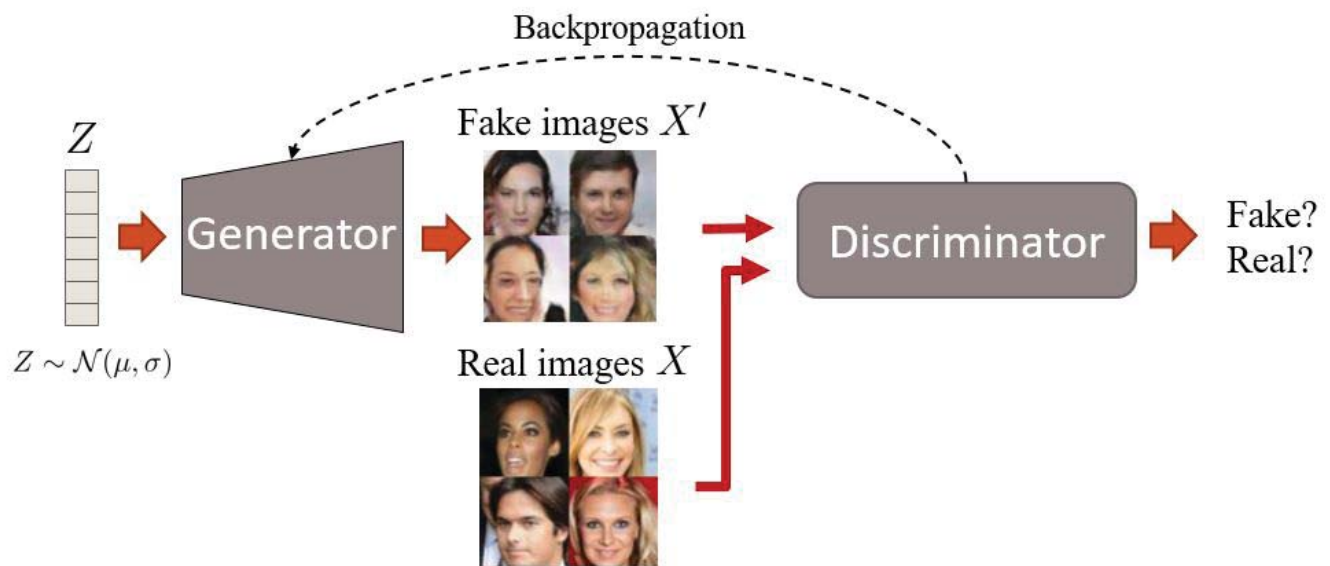 Backpropagation
Z
Fake images X′
Generator
Discriminator
Fake?
Real?
Z ∼ 𝒩(μ, σ)
Real images X